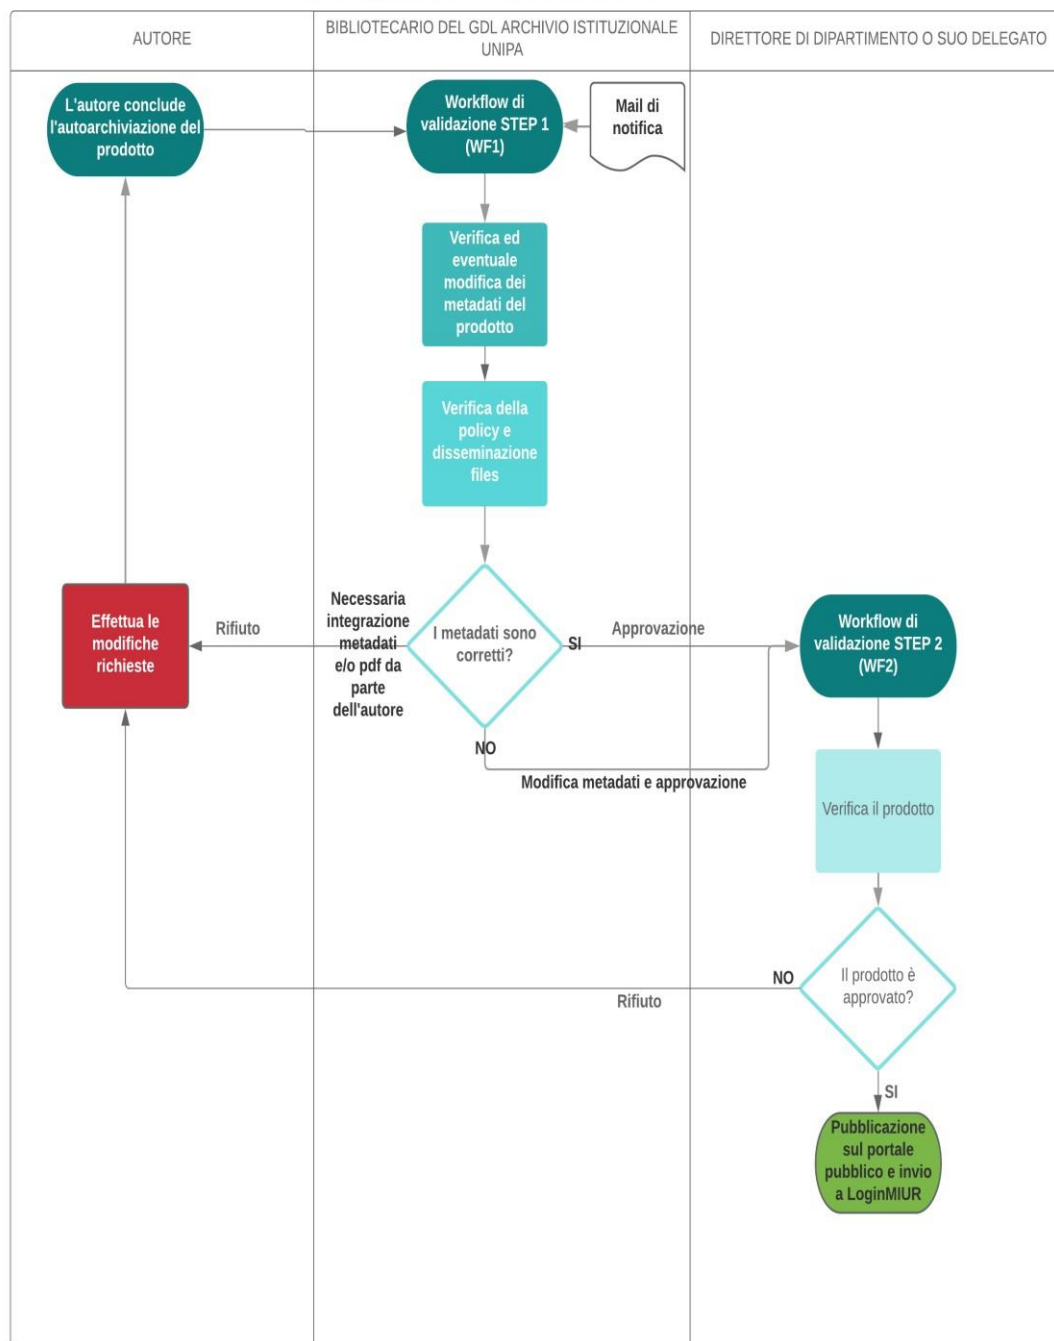 AUTORE
BIBLIOTECARIO DEL GDL ARCHIVIO ISTITUZIONALE
UNIPA
DIRETTORE DI DIPARTIMENTO O SUO DELEGATO
L'autore conclude
l'autoarchiviazione del
prodotto
Workflow di
validazione STEP 1
(WF1)
Mail di
notifica
Verifica ed
eventuale
modifica dei
metadati del
prodotto
Verifica della
policy e
disseminazione
files
Effettua le
modifiche
richieste
Rifiuto
Necessaria
integrazione
metadati
e/o pdf da
parte
dell'autore
I metadati sono
corretti?
SI
Approvazione
Workflow di
validazione STEP 2
(WF2)
NO
Modifica metadati e approvazione
Verifica il prodotto
NO
Il prodotto è
approvato?
Rifiuto
SI
Pubblicazione
sul portale
pubblico e invio
a LoginMIUR